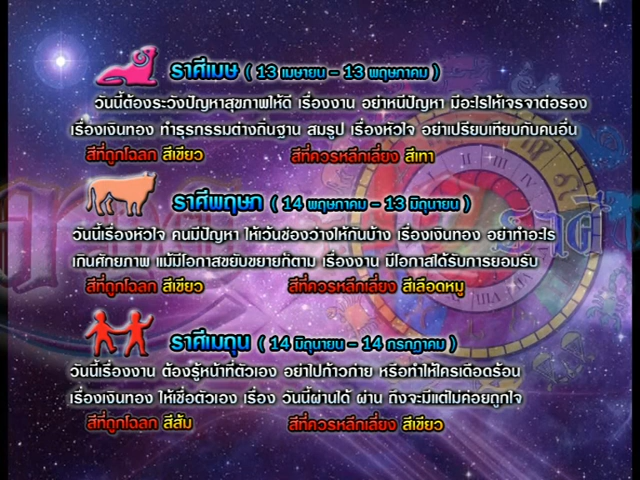 ราศีเมษ ( 13 เมษายน - 13 พฤษภาคม )
วันนี้ต้องระวังปัญหาสุขภาพให้ดี เรื่องงาน อย่าหนีปัญหา มีอะไรให้เจรจาต่อรอง
เรื่องเงินทอง ทำธุรกรรมต่างถิ่นฐาน สมรูป เรื่องหัวใจ อย่าเปรียบเทียบกับคนอื่น
สีที่ถูกโฉลก สีเขียว สีที่ควรหลีกเลี่ยง สีเทา
ราศีพฤษภ ( 14 พฤษภาคม - 13 มิถุนายน )
วันนี้เรื่องหัวใจ คนมีปัญหา ให้เว้นช่องว่างให้กันบ้าง เรื่องเงินทอง อย่าทำอะไร
เกินศักยภาพ แม้มีโอกาสขยับขยายก็ตาม เรื่องงาน มีโอกาสได้รับการยอมรับ
สีที่ถูกโฉลก สีเขียว สีที่ควรหลีกเลี่ยง สีเลือดหมู
ราศีเมถุน ( 14 มิถุนายน - 14 กรกฎาคม )
วันนี้เรื่องงาน ต้องรู้หน้าที่ตัวเอง อย่าไปก้าวก่าย หรือทำให้ใครเดือดร้อน
เรื่องเงินทอง ให้เชื่อตัวเอง เรื่อง วันนี้ผ่านได้ ผ่าน ถึงจะมีแต่ไม่ค่อยถูกใจ
สีที่ถูกโฉลก สีส้ม สีที่ควรหลีกเลี่ยง สีเขียว